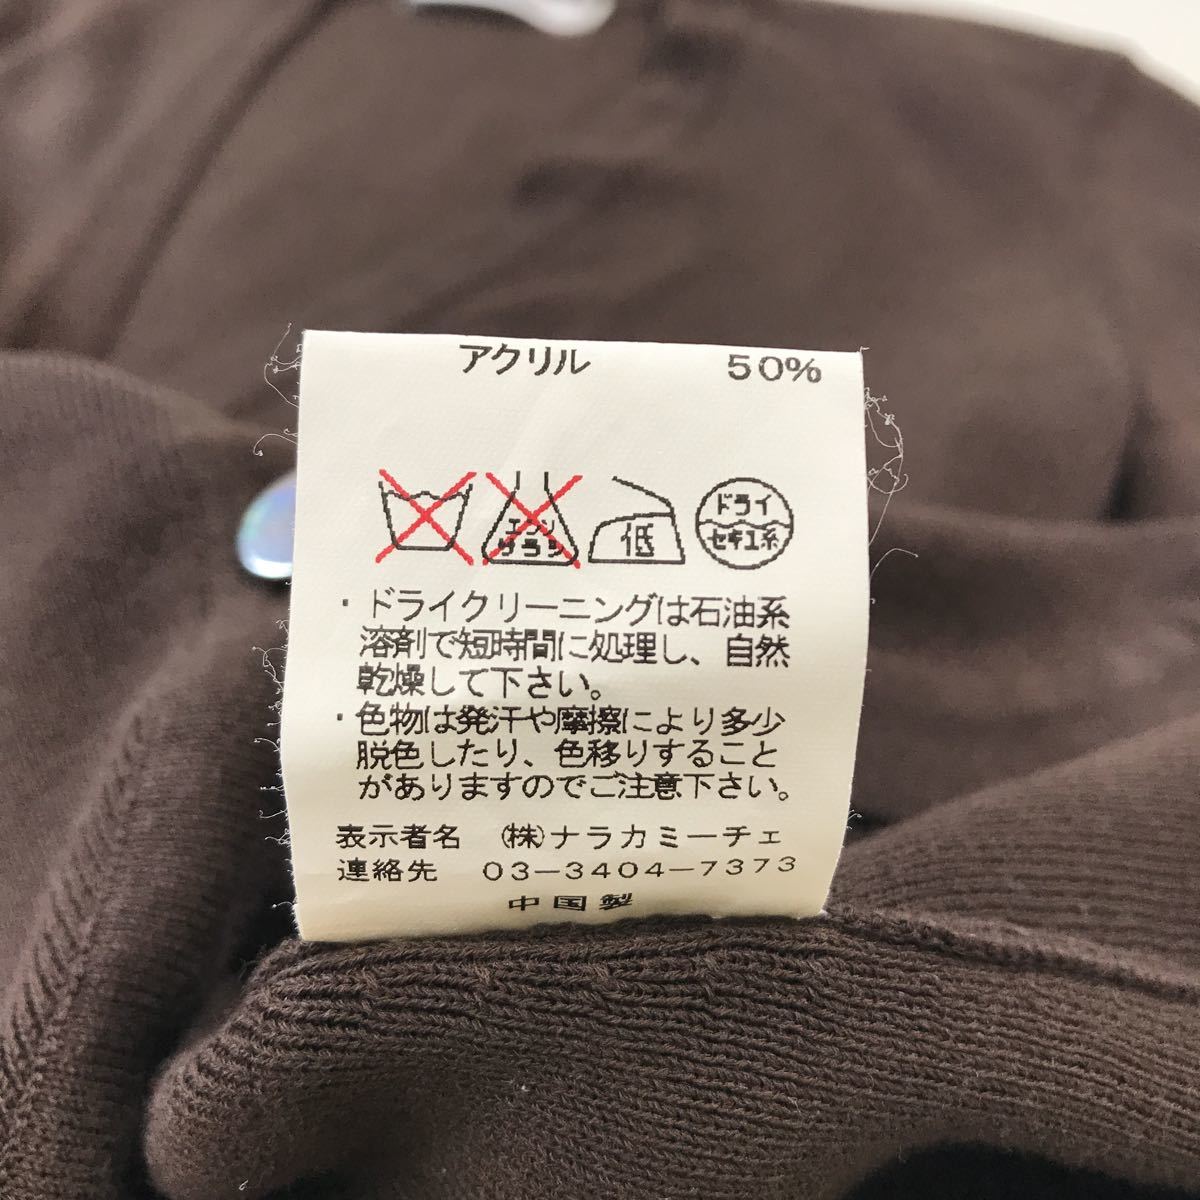 アクリル 50%
エンソ
サラシ
低
ドライ
セキユ系
・ドライクリーニングは石油系
溶剤で短時間に処理し、自然
乾燥して下さい。
・色物は発汗や摩擦により多少
脱色したり、色移りすること
がありますのでご注意下さい。
表示者名 (株)ナラカミーチェ
連絡先 03-3404-7373
中国製